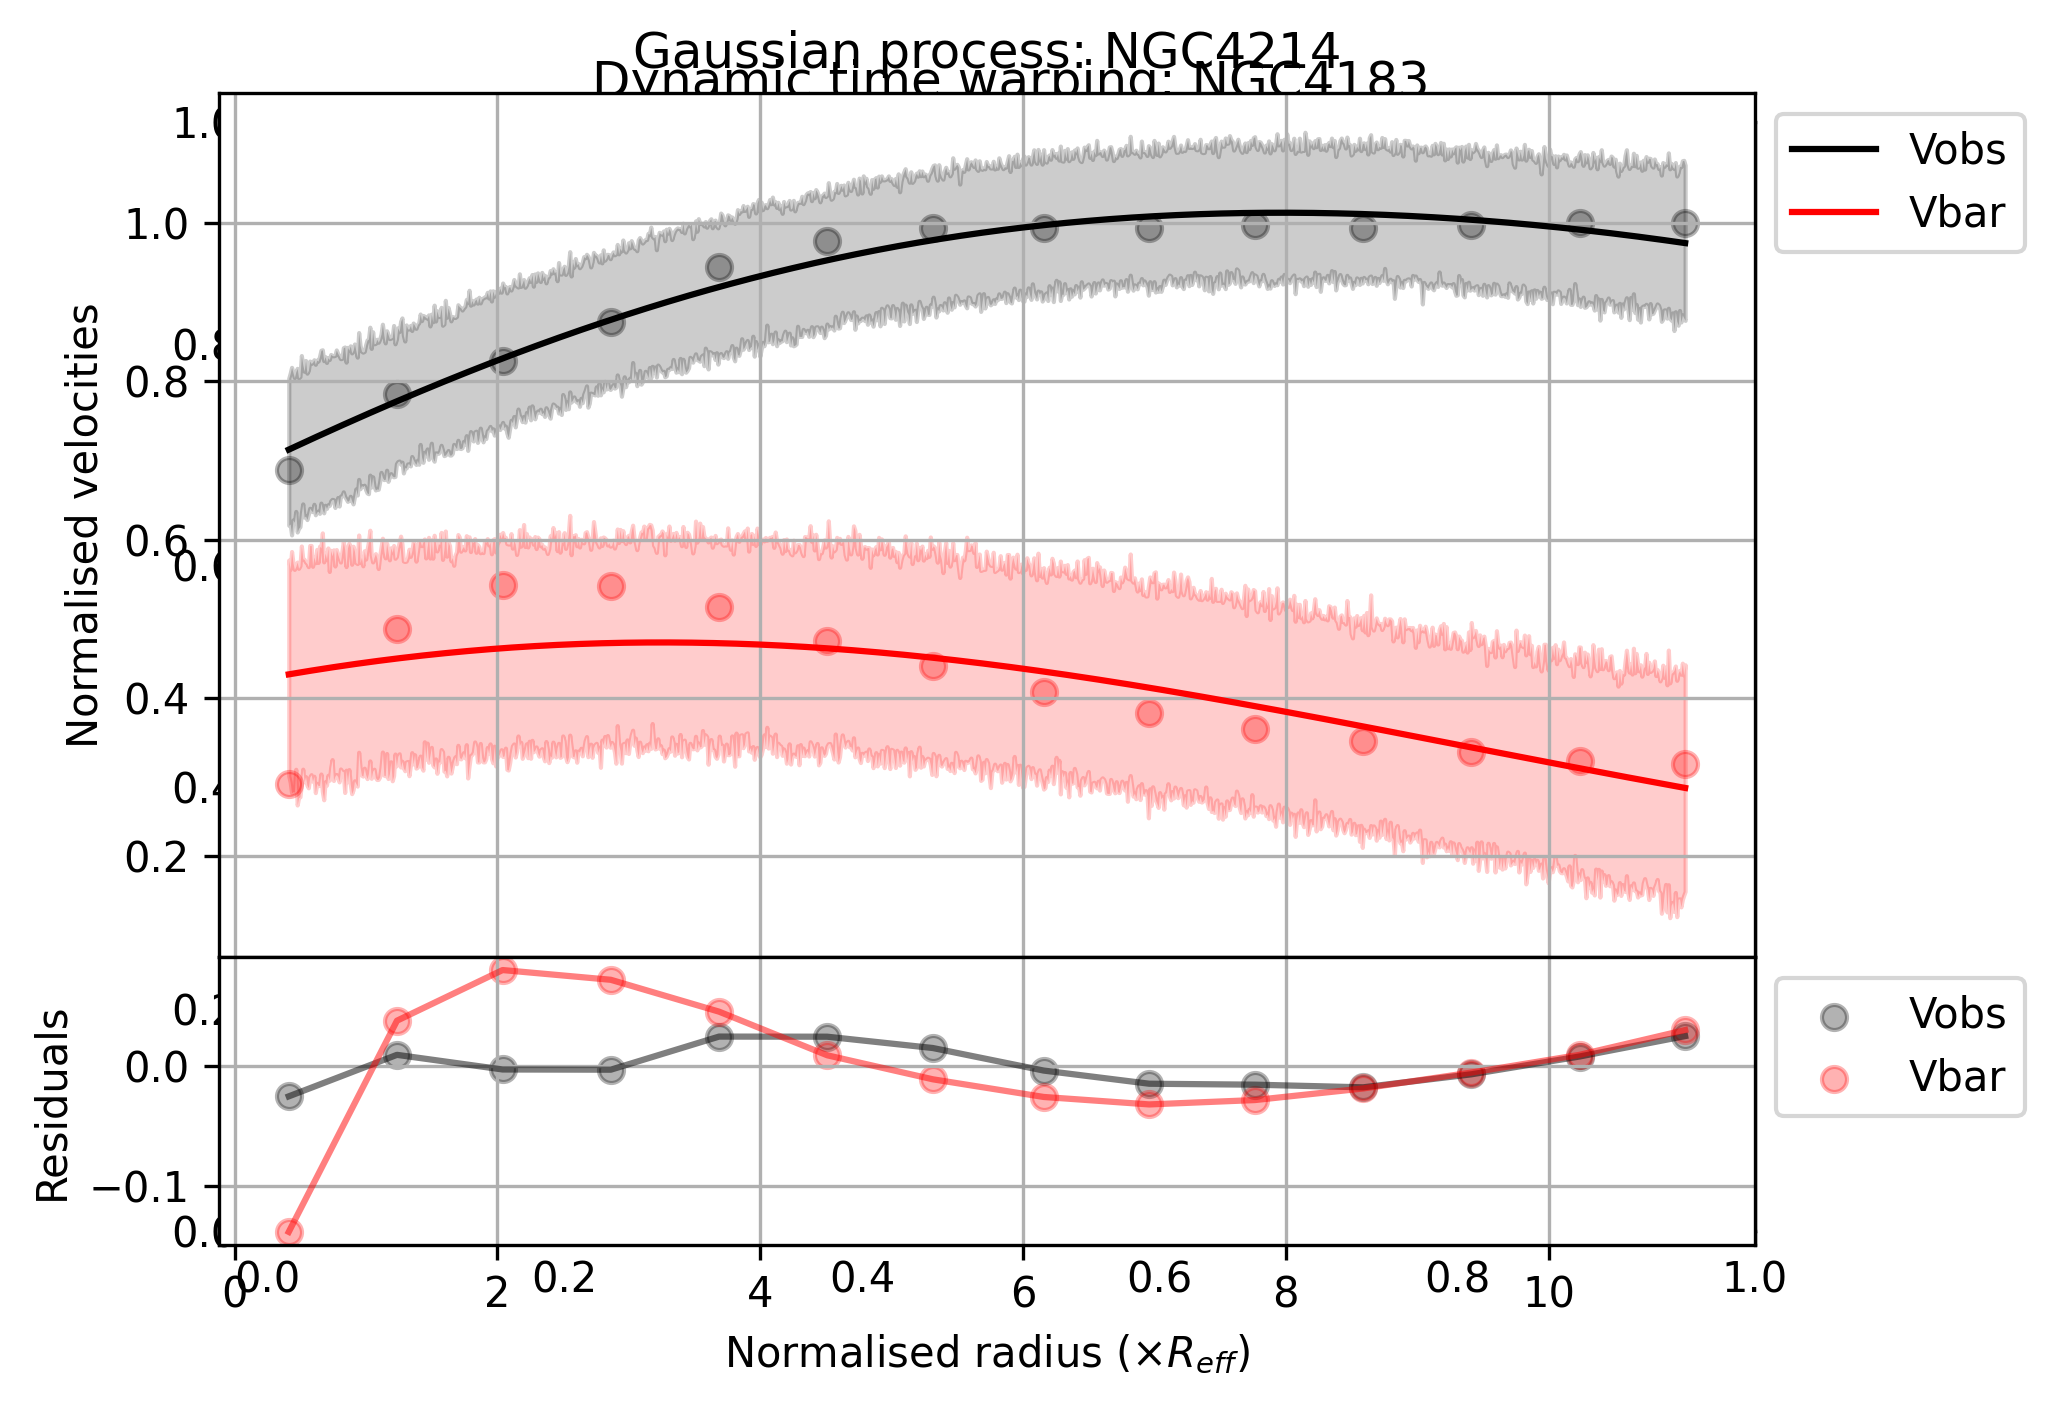 Gaussian process: NGC4214
Dynamic time warping: NGC4183
Normalised velocities
1.0
0.8
0.6
0.4
0.2
Vobs
Vbar
Residuals
0.0
−0.1
Vobs
Vbar
0.0 0.2 0.4 0.6 0.8 1.0
0 2 4 6 8 10
Normalised radius (×R_eff)